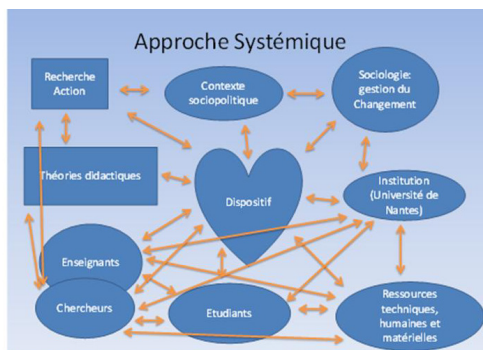 Approche Systémique
Recherche
Action
Contexte
sociopolitique
Sociologie:
gestion du
Changement
Théories didactiques
Dispositif
Institution
(Université de
Nantes)
Enseignants
Chercheurs
Etudiants
Ressources
techniques,
humaines et
matérielles